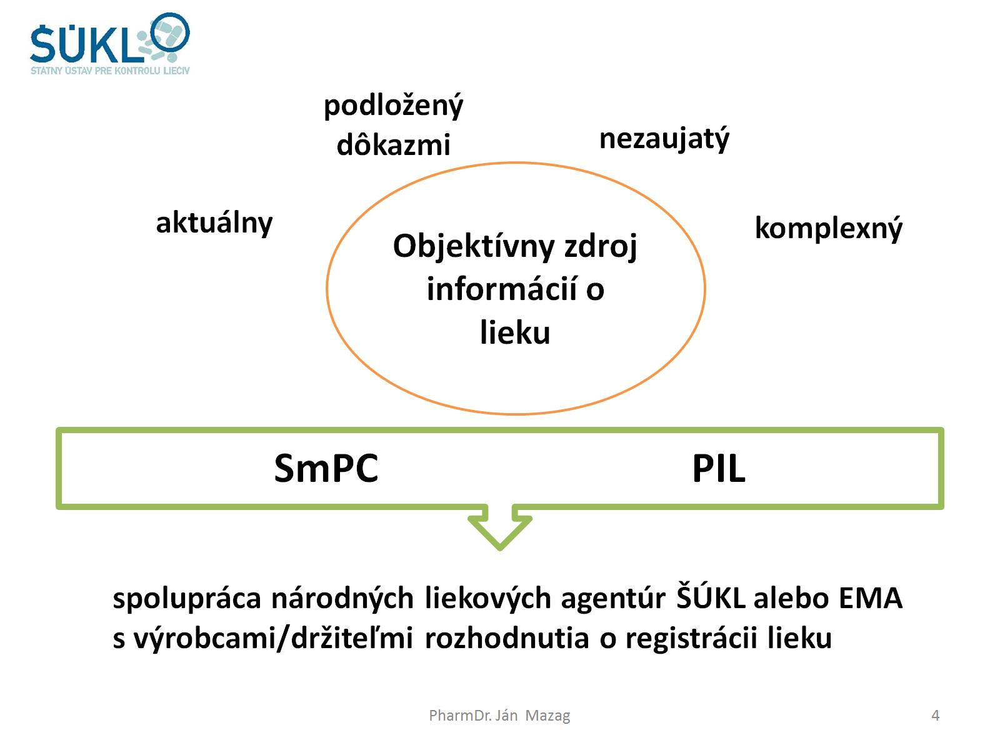 ŠÚKL
ŠTÁTNY ÚSTAV PRE KONTROLU LIEČIV
podložený
dôkazmi
nezaujatý
aktuálny
komplexný
Objektívny zdroj
informácií o
lieku
SmPC
PIL
spolupráca národných liekových agentúr ŠÚKL alebo EMA
s výrobcami/držiteľmi rozhodnutia o registrácii lieku
PharmDr. Ján Mazag
4